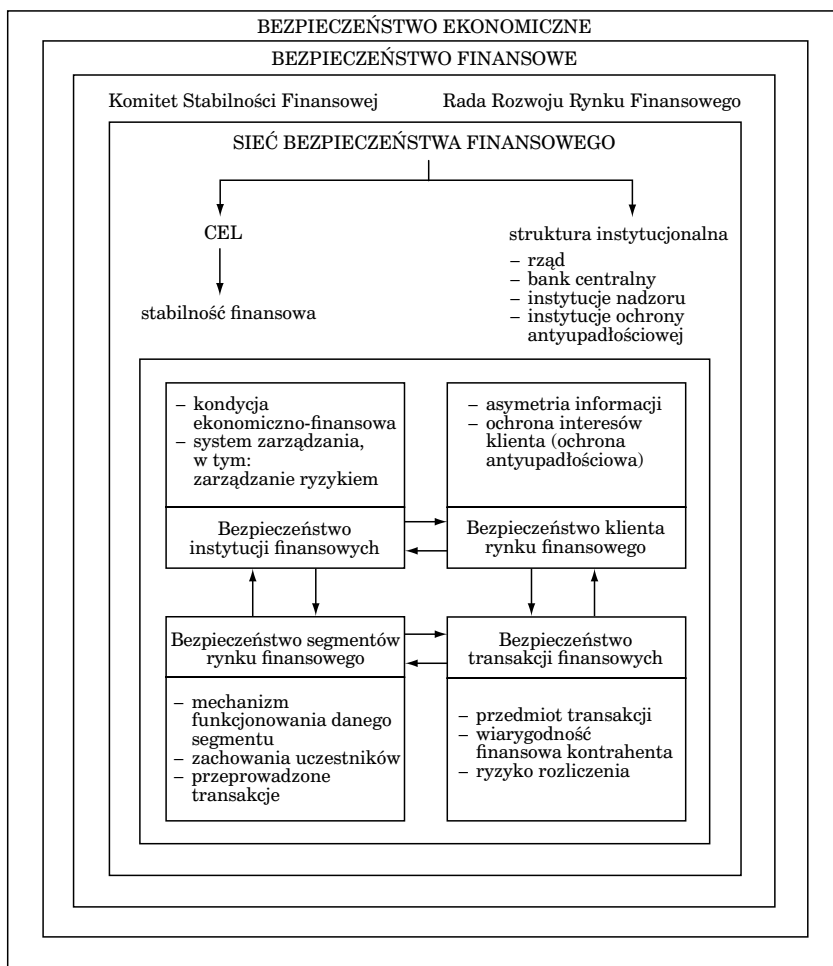 BEZPIECZEŃSTWO EKONOMICZNE
BEZPIECZEŃSTWO FINANSOWE
Komitet Stabilności Finansowej
Rada Rozwoju Rynku Finansowego
SIEĆ BEZPIECZEŃSTWA FINANSOWEGO
CEL
stabilność finansowa
struktura instytucjonalna
– rząd
– bank centralny
– instytucje nadzoru
– instytucje ochrony
antyupadłościowej
– kondycja
ekonomiczno-finansowa
– system zarządzania,
w tym:
zarządzanie ryzykiem
Bezpieczeństwo
instytucji finansowych
– asymetria informacji
– ochrona interesów
klienta (ochrona
antyupadłościowa)
Bezpieczeństwo klienta
rynku finansowego
Bezpieczeństwo segmentów
rynku finansowego
– mechanizm
funkcjonowania danego
segmentu
– zachowania uczestników
– przeprowadzone
transakcje
Bezpieczeństwo
transakcji finansowych
– przedmiot transakcji
– wiarygodność
finansowa kontrahenta
– ryzyko rozliczenia